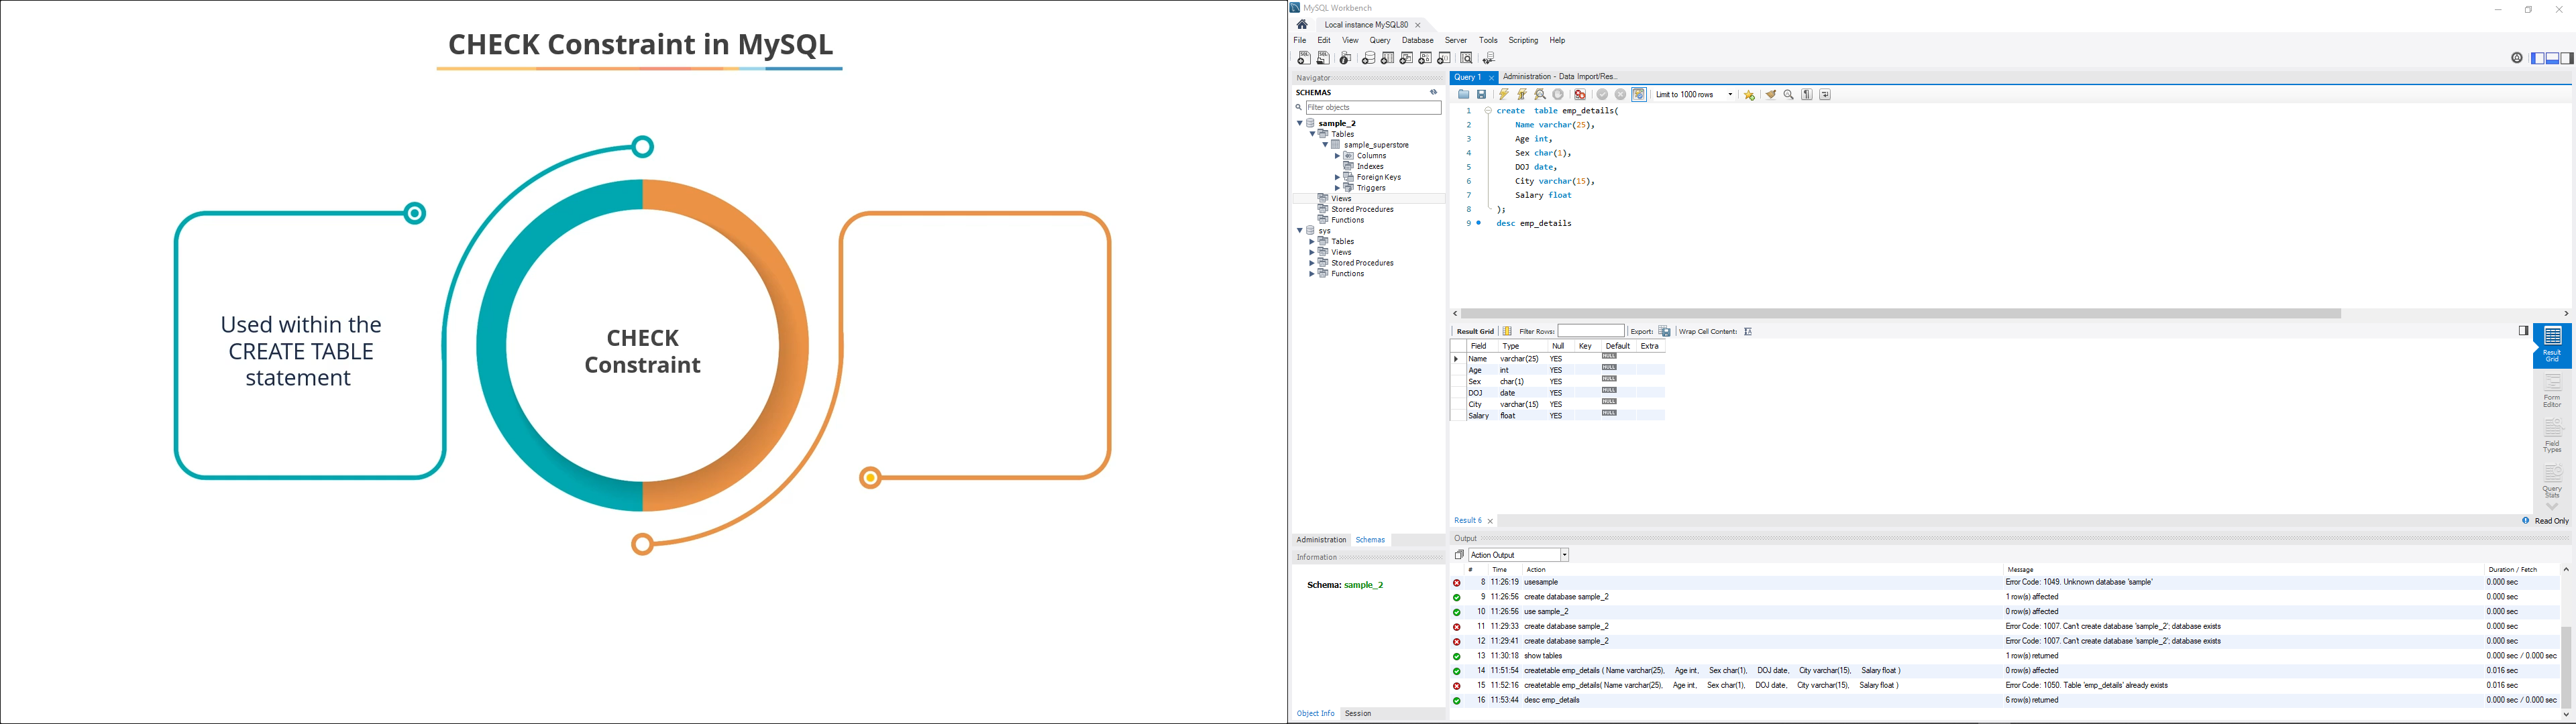 CHECK Constraint in MySQL
Used within the
CREATE TABLE
statement
CHECK
Constraint
MySQL Workbench
Local instance MySQL80
File Edit View Query Database Server Tools Scripting Help
Navigator
SCHEMAS
Filter objects
sample_2
Tables
sample_superstore
Columns
Indexes
Foreign Keys
Triggers
Views
Stored Procedures
Functions
sys
Tables
Views
Stored Procedures
Functions
Administration Schemas
Information
Schema: sample_2
Object Info Session
Query 1 Administration - Data Import/Res...
Limit to 1000 rows
1 create table emp_details(
2 Name varchar(25),
3 Age int,
4 Sex char(1),
5 DOJ date,
6 City varchar(15),
7 Salary float
8 );
9 desc emp_details
Result Grid Filter Rows: Export: Wrap Cell Content:
Field Type Null Key Default Extra
Name varchar(25) YES NULL
Age int YES NULL
Sex char(1) YES NULL
DOJ date YES NULL
City varchar(15) YES NULL
Salary float YES NULL
Result
Grid
Form
Editor
Field
Types
Query
Stats
Result 6 Read Only
Output
Action Output
# Time Action Message Duration / Fetch
8 11:26:19 usesample Error Code: 1049. Unknown database 'sample' 0.000 sec
9 11:26:56 create database sample_2 1 row(s) affected 0.000 sec
10 11:26:56 use sample_2 0 row(s) affected 0.000 sec
11 11:29:33 create database sample_2 Error Code: 1007. Can't create database 'sample_2'; database exists 0.000 sec
12 11:29:41 create database sample_2 Error Code: 1007. Can't create database 'sample_2'; database exists 0.000 sec
13 11:30:18 show tables 1 row(s) returned 0.000 sec / 0.000 sec
14 11:51:54 createtable emp_details ( Name varchar(25), Age int, Sex char(1), DOJ date, City varchar(15), Salary float ) 0 row(s) affected 0.016 sec
15 11:52:16 createtable emp_details( Name varchar(25), Age int, Sex char(1), DOJ date, City varchar(15), Salary float ) Error Code: 1050. Table 'emp_details' already exists 0.016 sec
16 11:53:44 desc emp_details 6 row(s) returned 0.000 sec / 0.000 sec